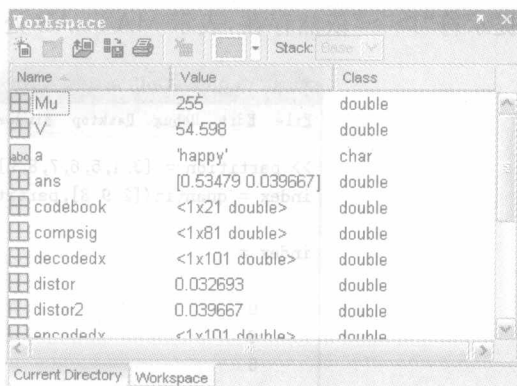 Workspace
Stack: Base
Name Value Class
Mu 255 double
V 54.598 double
abc a 'happy' char
ans [0.53479 0.039667] double
codebook <1x21 double> double
compsig <1x81 double> double
decodedx <1x101 double> double
distor 0.032693 double
distor2 0.039667 double
encodedx <1x101 double> double
Current Directory Workspace